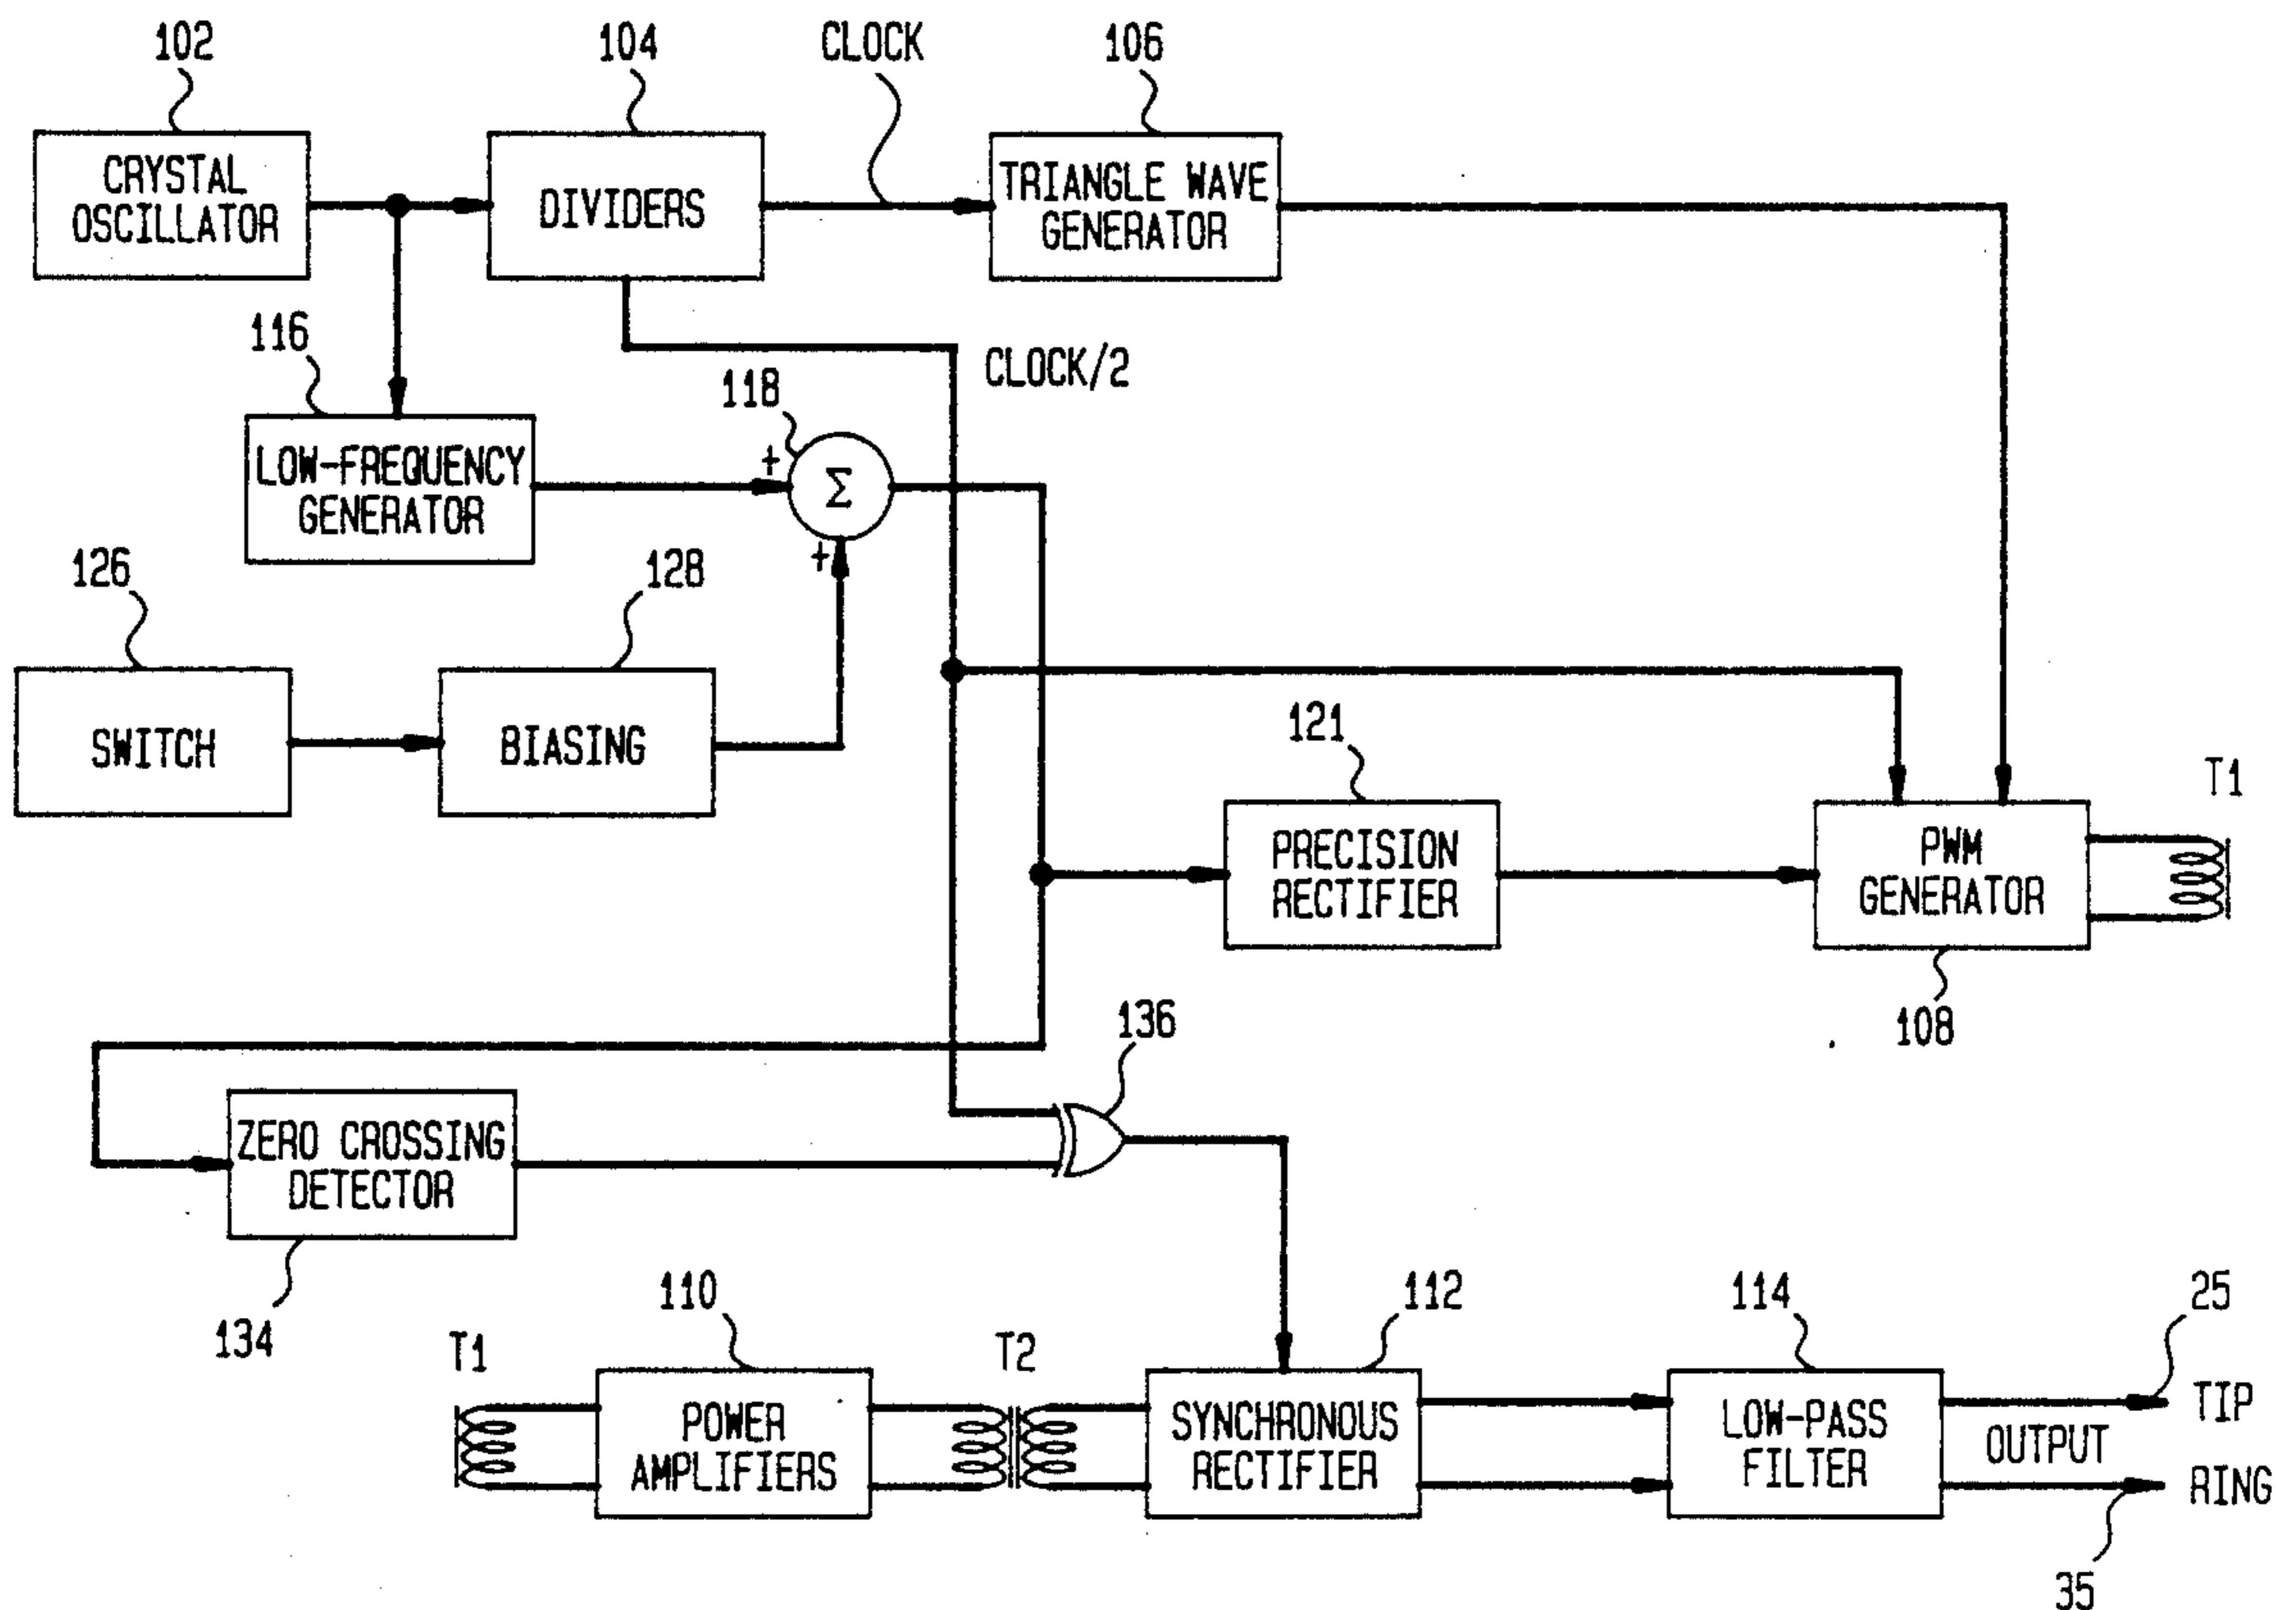 102
104
CLOCK
106
CRYSTAL
OSCILLATOR
DIVIDERS
TRIANGLE WAVE
GENERATOR
116
118
CLOCK/2
LOW-FREQUENCY
GENERATOR
+
Σ
+
126
128
SWITCH
BIASING
121
T1
PRECISION
RECTIFIER
PWM
GENERATOR
108
136
ZERO CROSSING
DETECTOR
134
110
112
114
25
T1
T2
POWER
AMPLIFIERS
SYNCHRONOUS
RECTIFIER
LOW-PASS
FILTER
TIP
OUTPUT
RING
35